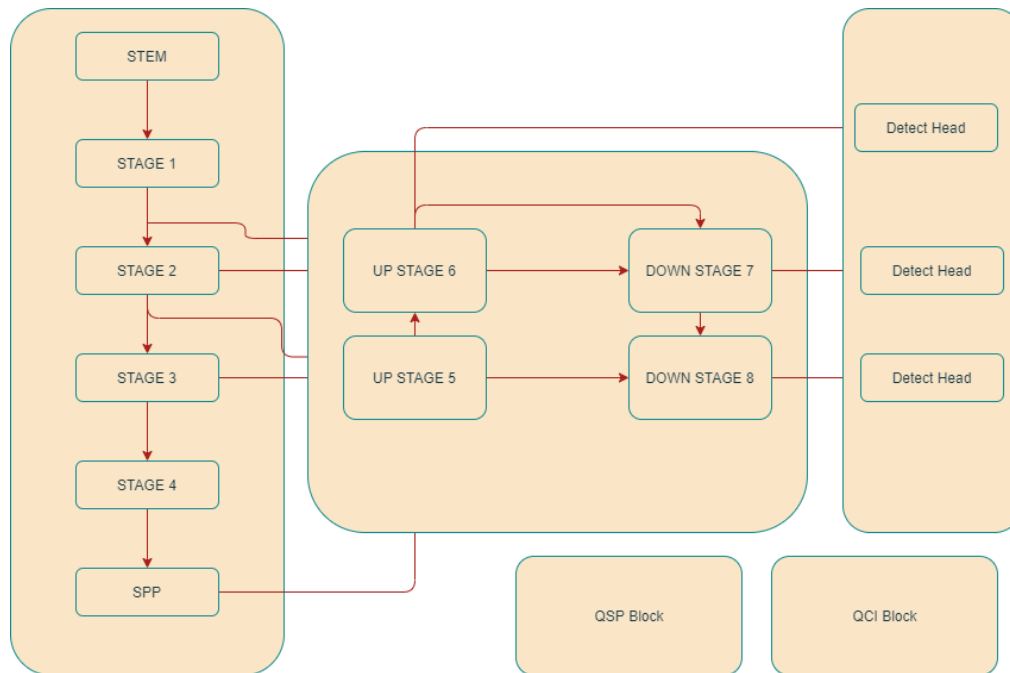 STEM
STAGE 1
STAGE 2
STAGE 3
STAGE 4
SPP
UP STAGE 6
DOWN STAGE 7
UP STAGE 5
DOWN STAGE 8
Detect Head
Detect Head
Detect Head
QSP Block
QCI Block